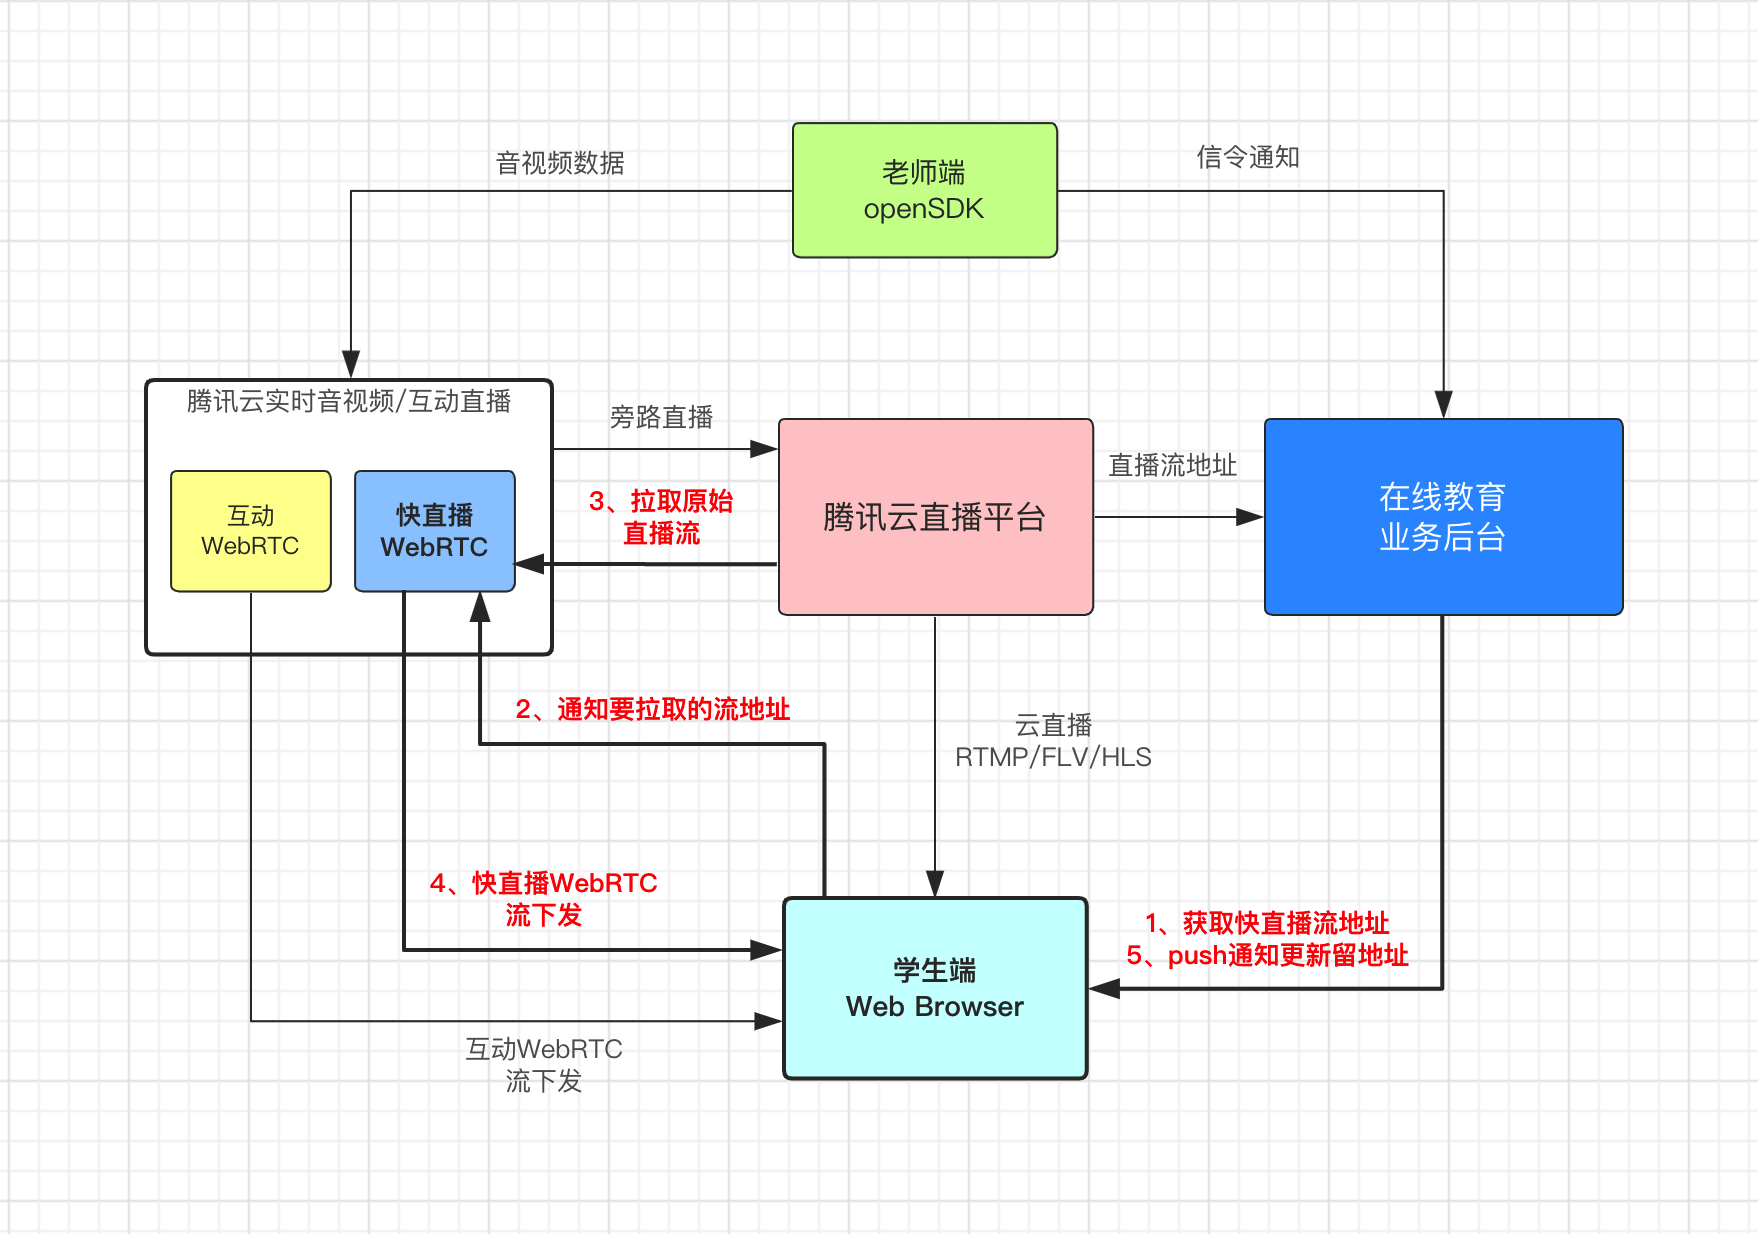 音视频数据
老师端
openSDK
信令通知
腾讯云实时音视频/互动直播
互动
WebRTC
快直播
WebRTC
旁路直播
3、拉取原始
直播流
腾讯云直播平台
直播流地址
在线教育
业务后台
2、通知要拉取的流地址
云直播
RTMP/FLV/HLS
4、快直播WebRTC
流下发
1、获取快直播流地址
5、push通知更新留地址
学生端
Web Browser
互动WebRTC
流下发